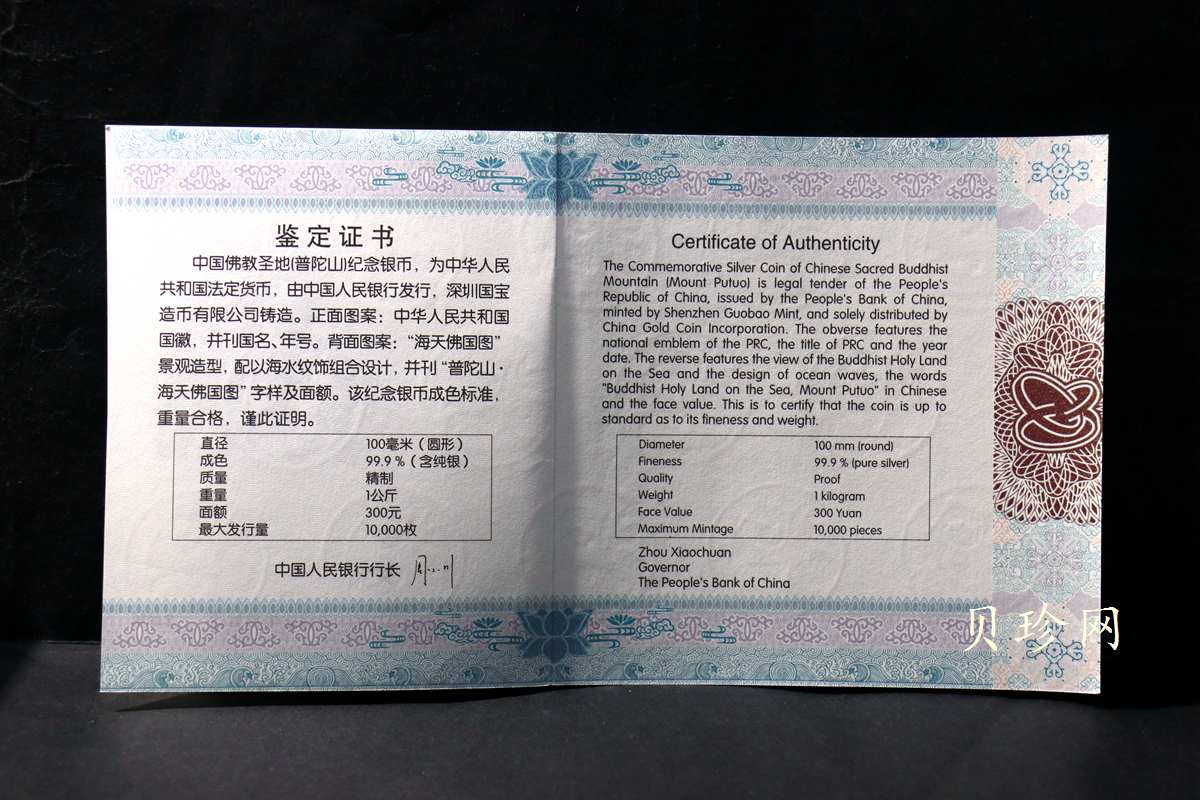 鉴定证书
中国佛教圣地(普陀山)纪念银币，为中华人民
共和国法定货币，由中国人民银行发行，深圳国宝
造币有限公司铸造。正面图案：中华人民共和国
国徽，并刊国名、年号。背面图案：“海天佛国图”
景观造型，配以海水纹饰组合设计，并刊“普陀山·
海天佛国图”字样及面额。该纪念银币成色标准，
重量合格，谨此证明。
直径 100毫米（圆形）
成色 99.9％（含纯银）
质量 精制
重量 1公斤
面额 300元
最大发行量 10,000枚
中国人民银行行长
Certificate of Authenticity
The Commemorative Silver Coin of Chinese Sacred Buddhist
Mountain (Mount Putuo) is legal tender of the People's
Republic of China, issued by the People's Bank of China,
minted by Shenzhen Guobao Mint, and solely distributed by
China Gold Coin Incorporation. The obverse features the
national emblem of the PRC, the title of PRC and the year
date. The reverse features the view of the Buddhist Holy Land
on the Sea and the design of ocean waves, the words
"Buddhist Holy Land on the Sea, Mount Putuo" in Chinese
and the face value. This is to certify that the coin is up to
standard as to its fineness and weight.
Diameter 100 mm (round)
Fineness 99.9 % (pure silver)
Quality Proof
Weight 1 kilogram
Face Value 300 Yuan
Maximum Mintage 10,000 pieces
Zhou Xiaochuan
Governor
The People's Bank of China
贝珍网